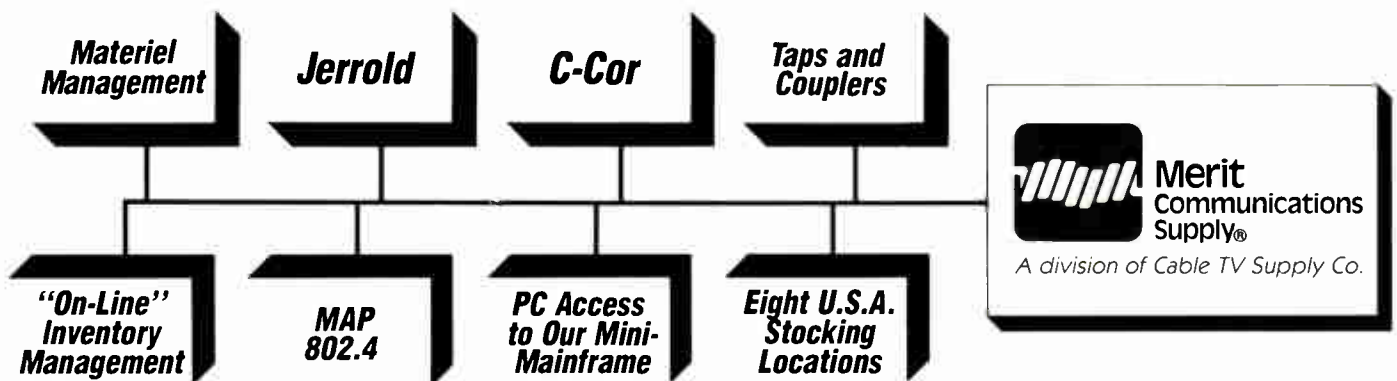 Materiel
Management
Jerrold
C-Cor
Taps and
Couplers
Merit
Communications
Supply®
A division of Cable TV Supply Co.
“On-Line”
Inventory
Management
MAP
802.4
PC Access
to Our Mini-
Mainframe
Eight U.S.A.
Stocking
Locations